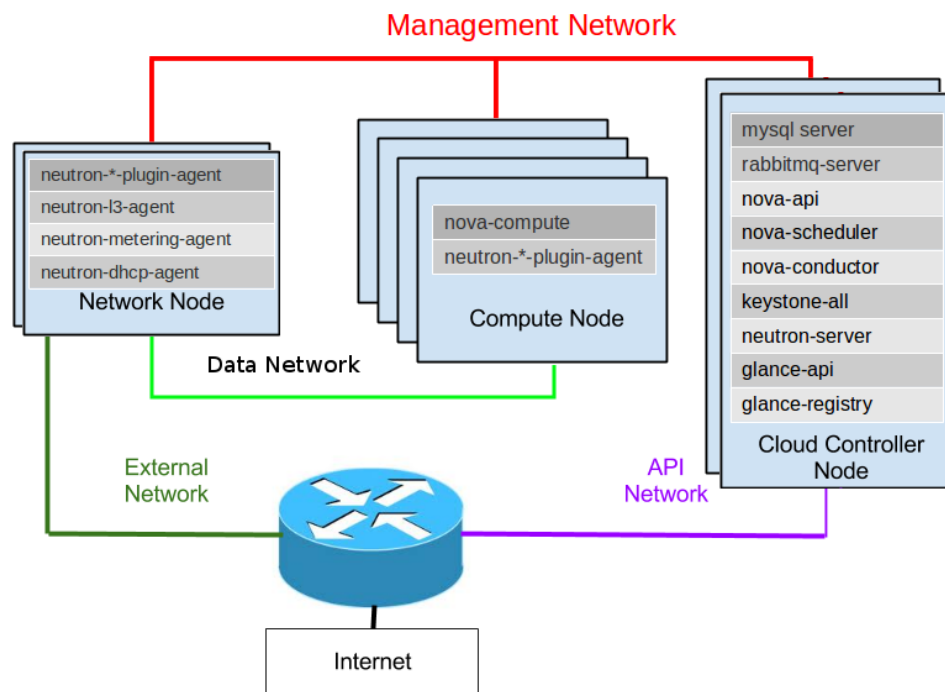 Management Network
neutron-*-plugin-agent
neutron-l3-agent
neutron-metering-agent
neutron-dhcp-agent
Network Node
nova-compute
neutron-*-plugin-agent
Compute Node
mysql server
rabbitmq-server
nova-api
nova-scheduler
nova-conductor
keystone-all
neutron-server
glance-api
glance-registry
Cloud Controller
Node
Data Network
External
Network
API
Network
Internet